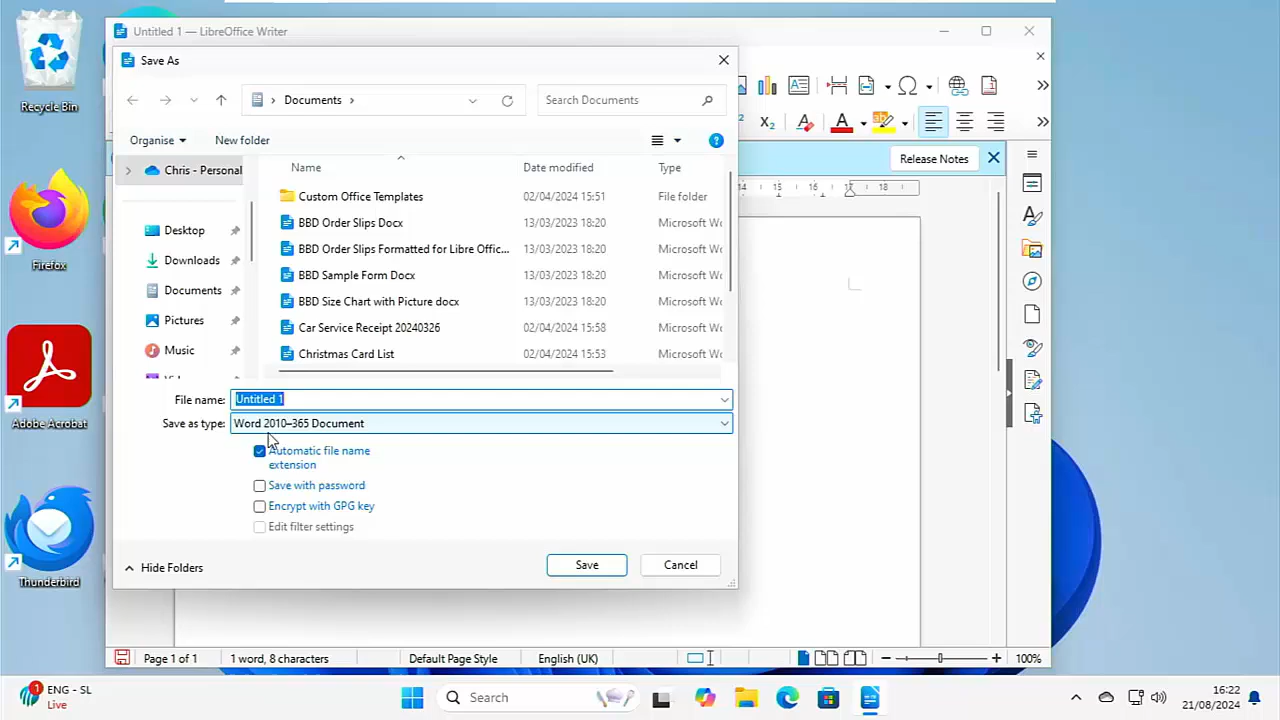 Untitled 1 — LibreOffice Writer
Save As
Documents
Search Documents
Organise
New folder
Release Notes
Chris - Personal
Name
Date modified
Type
Custom Office Templates 02/04/2024 15:51 File folder
BBD Order Slips Docx 13/03/2023 18:20 Microsoft Wo
BBD Order Slips Formatted for Libre Offic... 13/03/2023 18:20 Microsoft Wo
BBD Sample Form Docx 13/03/2023 18:20 Microsoft Wo
BBD Size Chart with Picture docx 13/03/2023 18:20 Microsoft Wo
Car Service Receipt 20240326 02/04/2024 15:58 Microsoft Wo
Christmas Card List 02/04/2024 15:53 Microsoft Wo
Desktop
Downloads
Documents
Pictures
Music
14 15 16 17 18
File name: Untitled 1
Save as type: Word 2010–365 Document
Automatic file name
extension
Save with password
Encrypt with GPG key
Edit filter settings
Hide Folders
Save
Cancel
Recycle Bin
Firefox
Adobe Acrobat
Thunderbird
Page 1 of 1
1 word, 8 characters
Default Page Style
English (UK)
100%
1
ENG - SL
Live
Search
16:22
21/08/2024